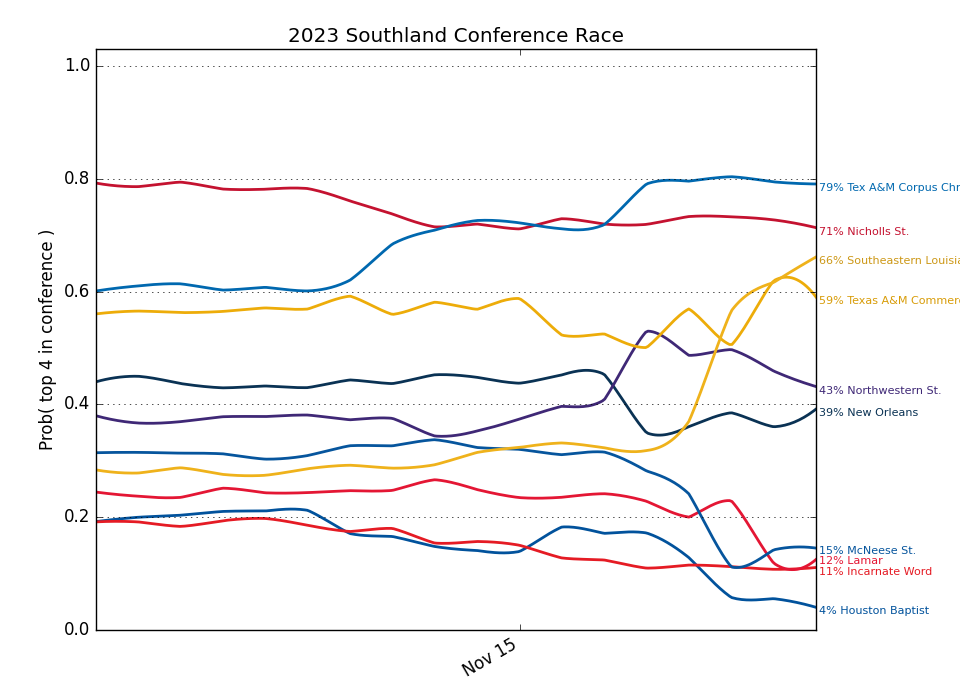 2023 Southland Conference Race
Prob( top 4 in conference )
1.0
0.8
0.6
0.4
0.2
0.0
Nov 15
79% Tex A&M Corpus Chr
71% Nicholls St.
66% Southeastern Louisia
59% Texas A&M Commerc
43% Northwestern St.
39% New Orleans
15% McNeese St.
12% Lamar
11% Incarnate Word
4% Houston Baptist